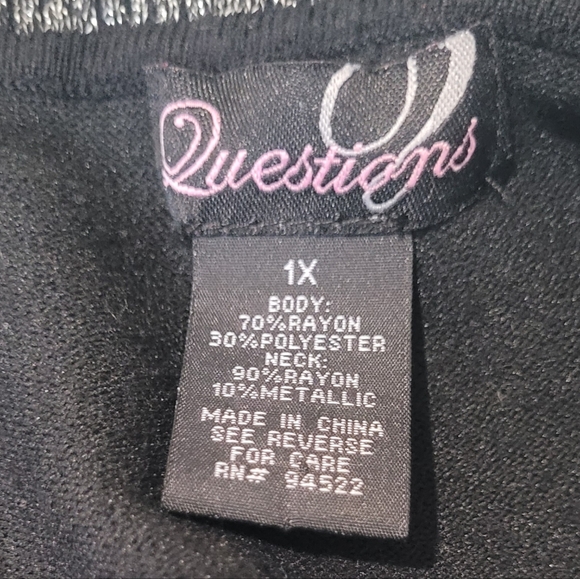 Questions
1X
BODY:
70%RAYON
30%POLYESTER
NECK:
90%RAYON
10%METALLIC
MADE IN CHINA
SEE REVERSE
FOR CARE
RN# 94522